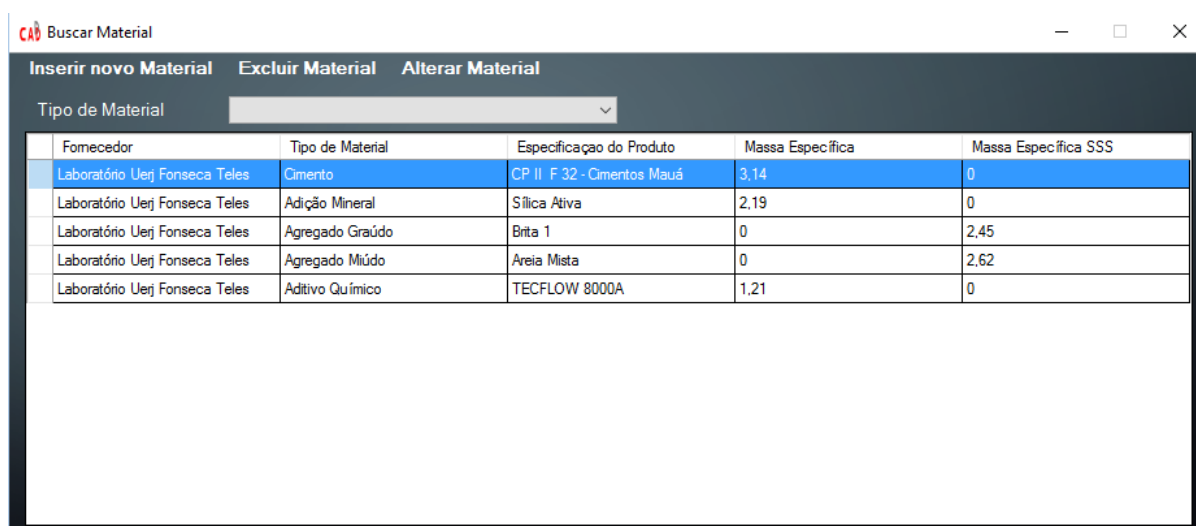 CAD Buscar Material
Inserir novo Material Excluir Material Alterar Material
Tipo de Material
Fornecedor Tipo de Material Especificaçao do Produto Massa Específica Massa Específica SSS
Laboratório Uerj Fonseca Teles Cimento CP II F 32 - Cimentos Mauá 3,14 0
Laboratório Uerj Fonseca Teles Adição Mineral Sílica Ativa 2,19 0
Laboratório Uerj Fonseca Teles Agregado Graúdo Brita 1 0 2,45
Laboratório Uerj Fonseca Teles Agregado Miúdo Areia Mista 0 2,62
Laboratório Uerj Fonseca Teles Aditivo Químico TECFLOW 8000A 1,21 0